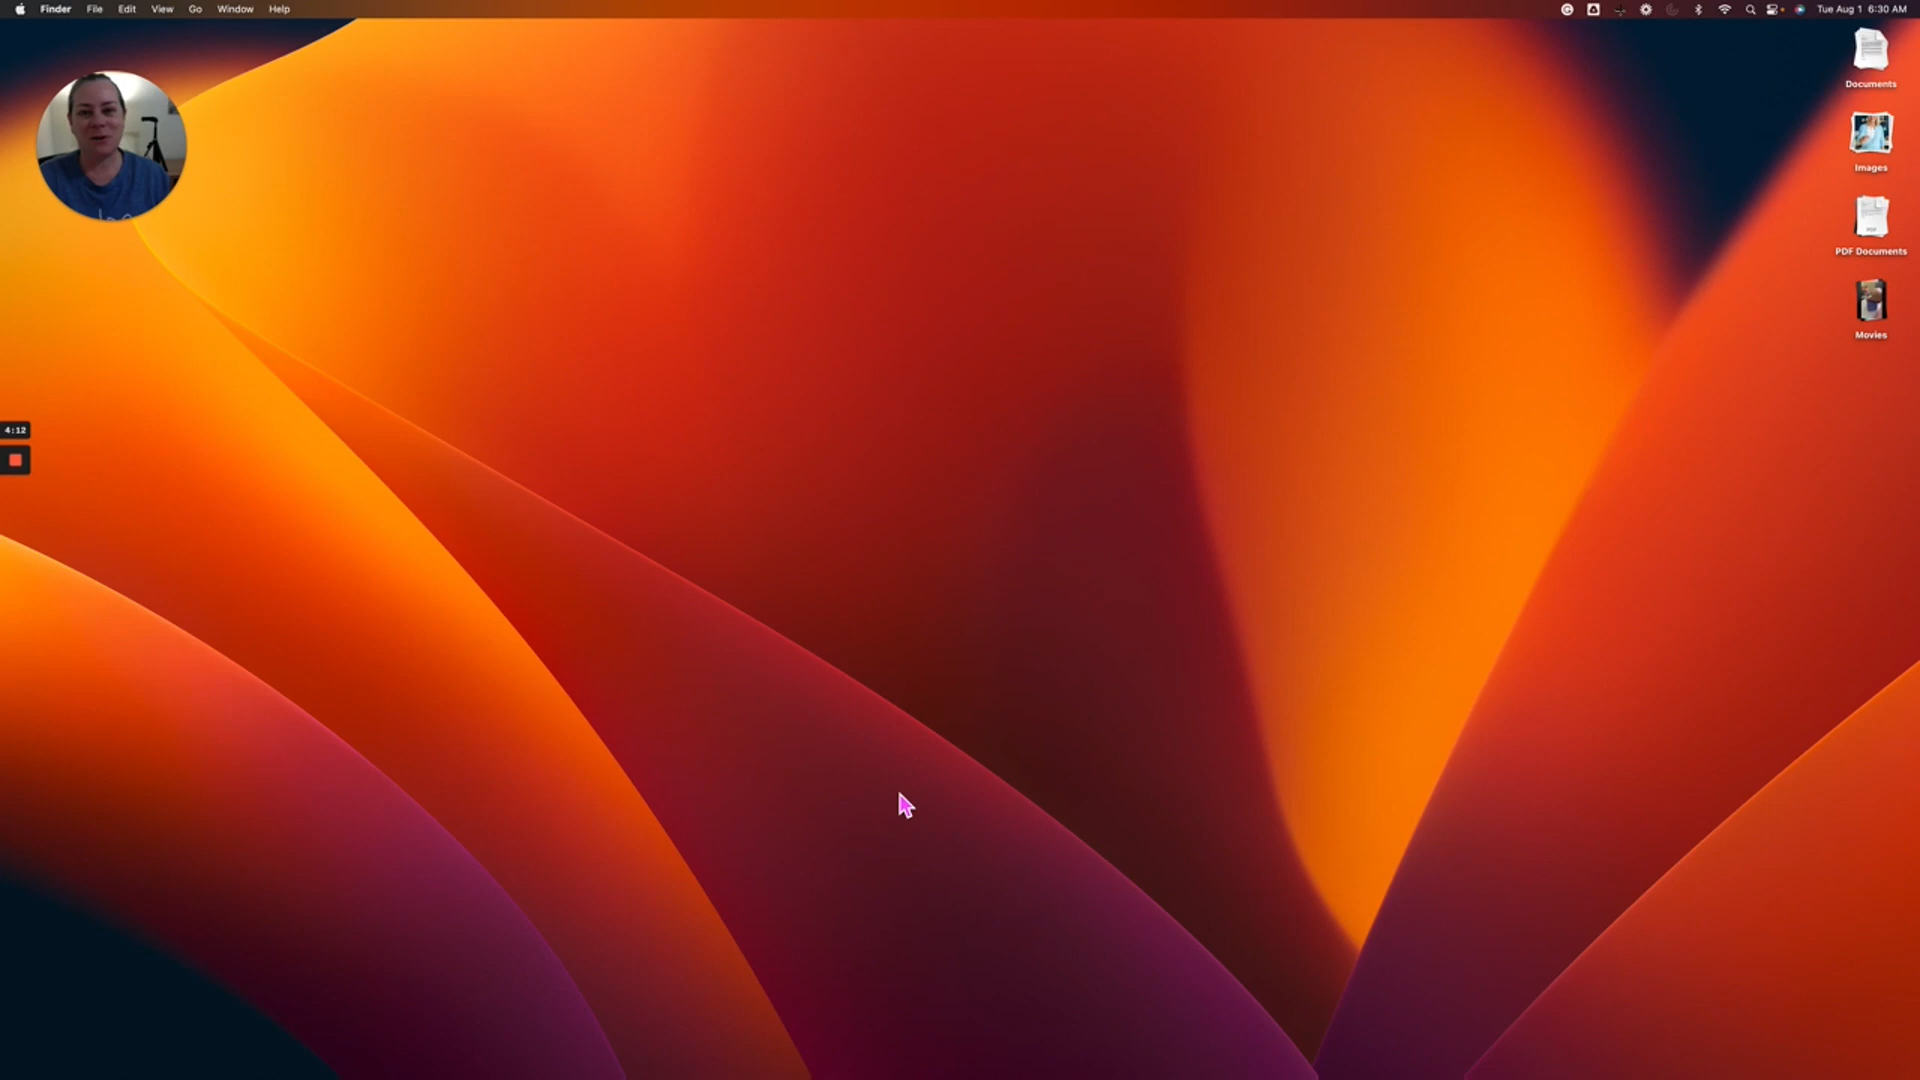 Finder File Edit View Go Window Help
Tue Aug 1 6:30 AM
Documents
Images
PDF
PDF Documents
Movies
4:12